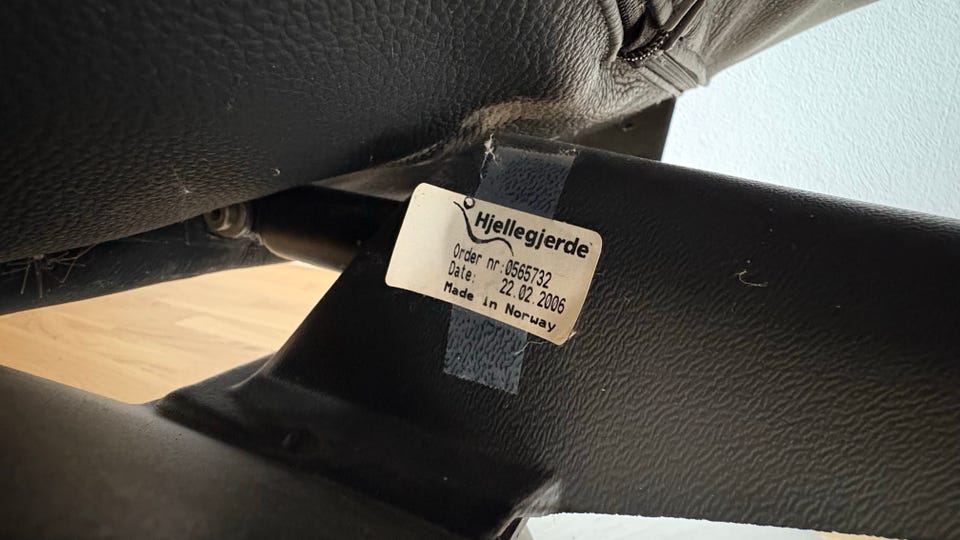 Hjellegjerde
Order nr:0565732
Date: 22.02.2006
Made in Norway